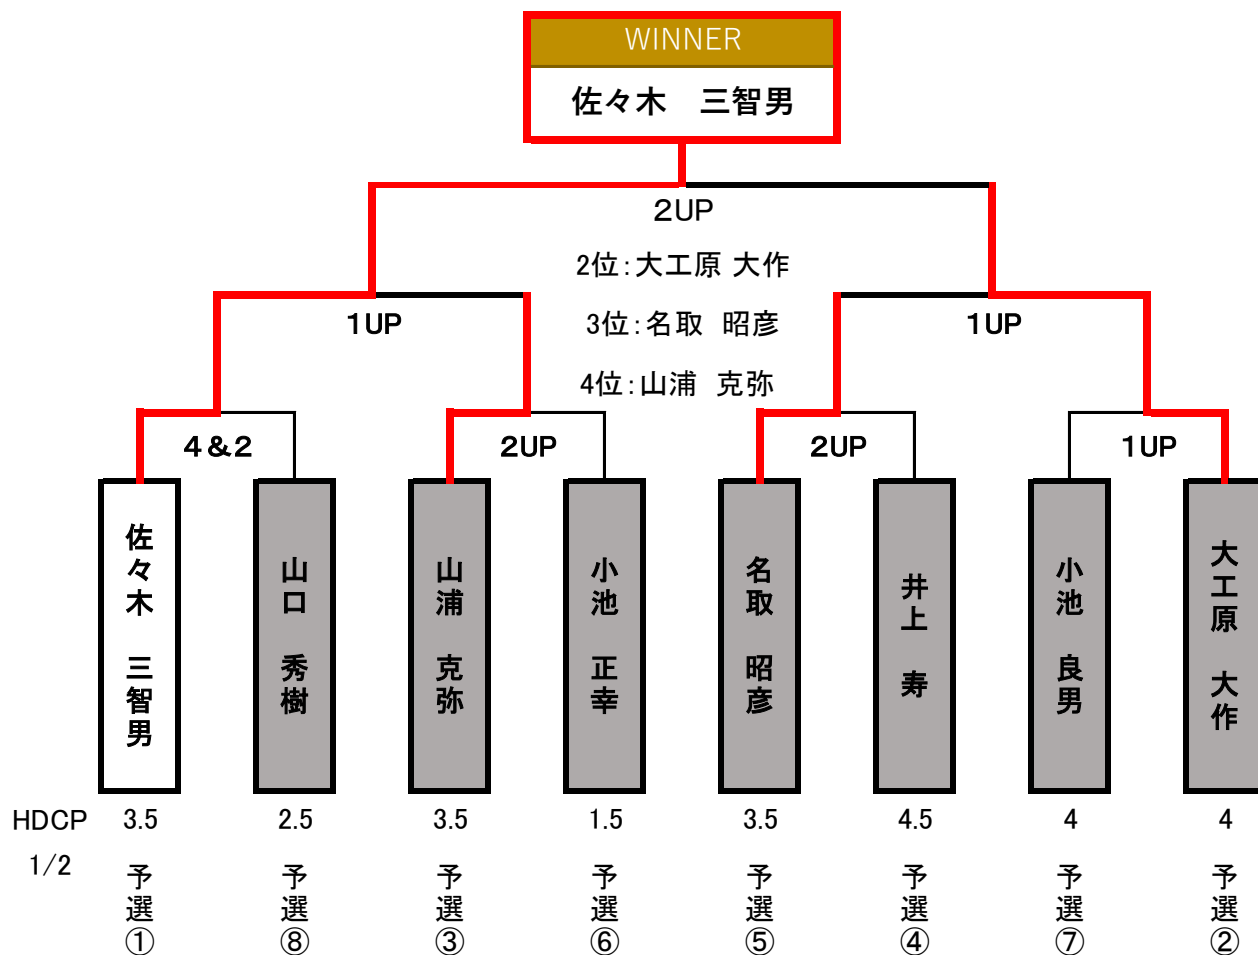 WINNER
佐々木　三智男
2UP
2位：大工原 大作
1UP
3位：名取　昭彦
1UP
4位：山浦　克弥
4＆2
2UP
2UP
1UP
佐々木　三智男
山口　秀樹
山浦　克弥
小池　正幸
名取　昭彦
井上　寿
小池　良男
大工原　大作
HDCP 3.5 2.5 3.5 1.5 3.5 4.5 4 4
1/2
予選①
予選⑧
予選③
予選⑥
予選⑤
予選④
予選⑦
予選②